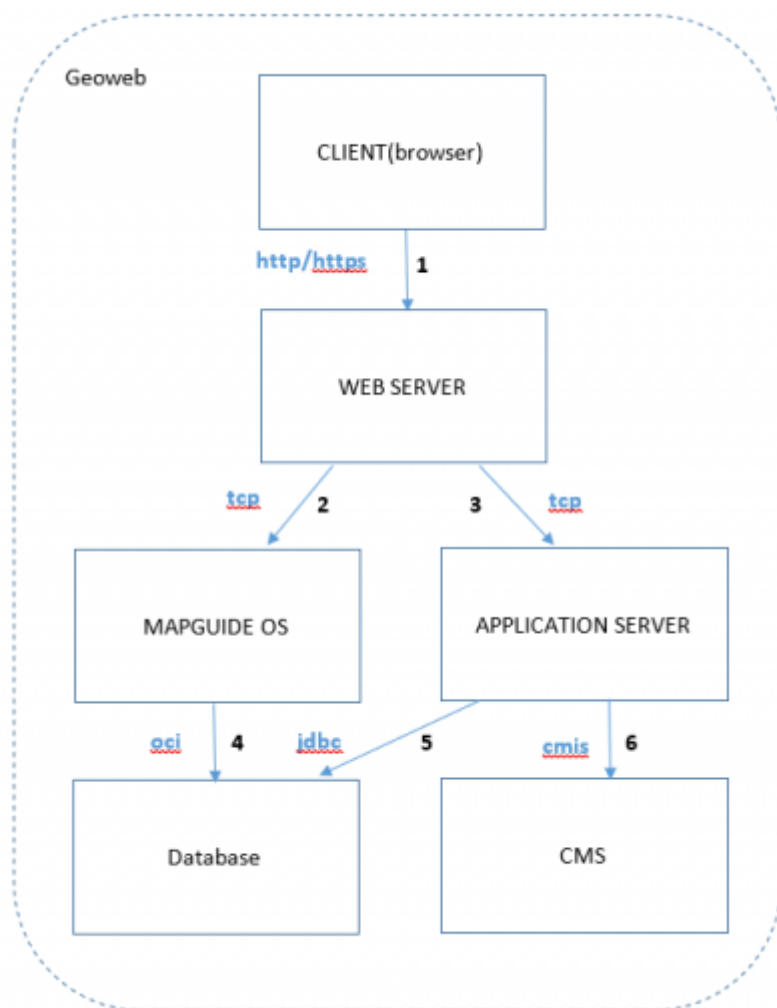 Geoweb
CLIENT(browser)
http/https 1
WEB SERVER
tcp 2 3 tcp
MAPGUIDE OS APPLICATION SERVER
oci 4 jdbc 5 cmis 6
Database CMS